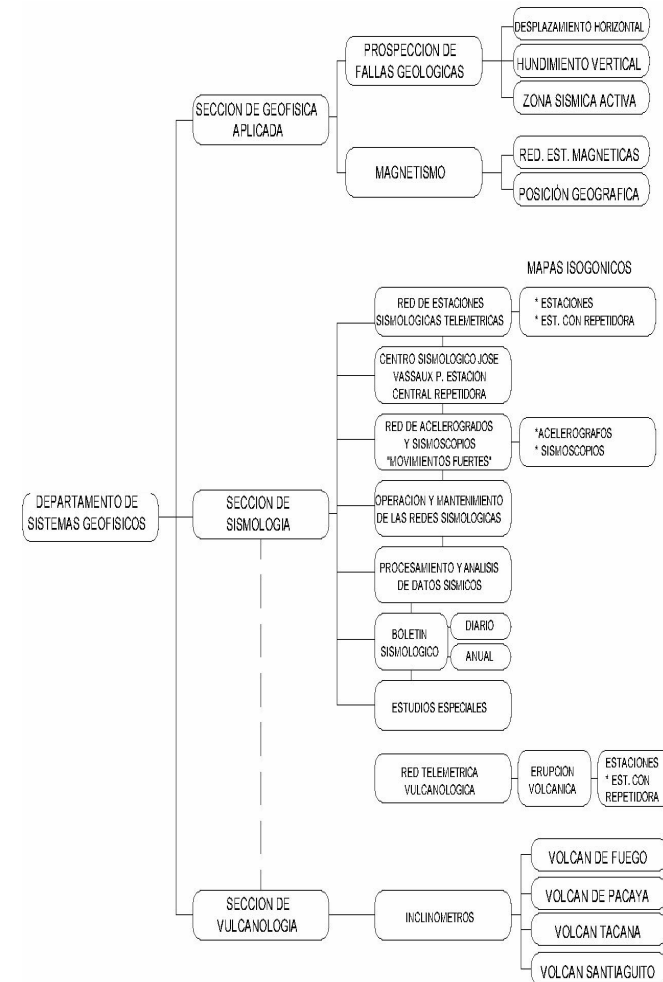 DESPLAZAMIENTO HORIZONTAL
PROSPECCION DE
FALLAS GEOLOGICAS
HUNDIMIENTO VERTICAL
ZONA SISMICA ACTIVA
SECCION DE GEOFISICA
APLICADA
MAGNETISMO
RED. EST. MAGNETICAS
POSICIÓN GEOGRAFICA
MAPAS ISOGONICOS
RED DE ESTACIONES
SISMOLOGICAS TELEMETRICAS
* ESTACIONES
* EST. CON REPETIDORA
CENTRO SISMOLOGICO JOSE
VASSAUX P. ESTACION
CENTRAL REPETIDORA
RED DE ACELEROGRADOS
Y SISMOSCOPIOS
"MOVIMIENTOS FUERTES"
*ACELEROGRAFOS
* SISMOSCOPIOS
DEPARTAMENTO DE
SISTEMAS GEOFISICOS
SECCION DE
SISMOLOGIA
OPERACION Y MANTENIMIENTO
DE LAS REDES SISMOLOGICAS
PROCESAMIENTO Y ANALISIS
DE DATOS SISMICOS
BOLETIN
SISMOLOGICO
DIARIO
ANUAL
ESTUDIOS ESPECIALES
RED TELEMETRICA
VULCANOLOGICA
ERUPCION
VOLCANICA
ESTACIONES
* EST. CON
REPETIDORA
SECCION DE
VULCANOLOGIA
INCLINOMETROS
VOLCAN DE FUEGO
VOLCAN DE PACAYA
VOLCAN TACANA
VOLCAN SANTIAGUITO